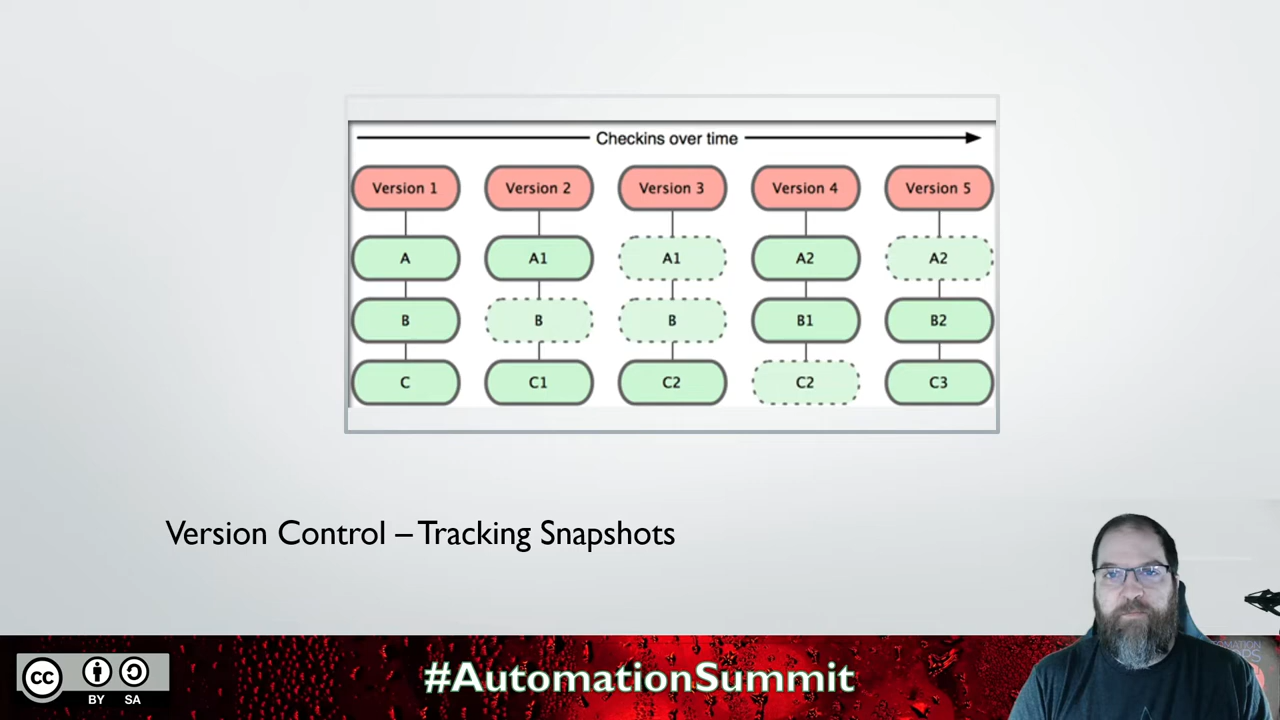 Checkins over time
Version 1 Version 2 Version 3 Version 4 Version 5
A A1 A1 A2 A2
B B B B1 B2
C C1 C2 C2 C3
Version Control – Tracking Snapshots
#AutomationSummit
cc
BY SA